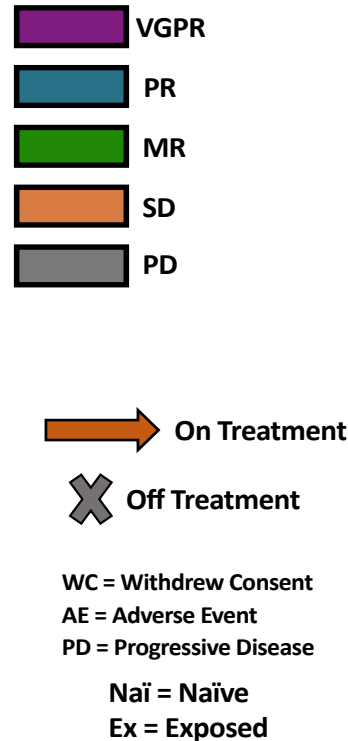 VGPR
PR
MR
SD
PD
On Treatment
Off Treatment
WC = Withdrew Consent
AE = Adverse Event
PD = Progressive Disease
Naï = Naïve
Ex = Exposed